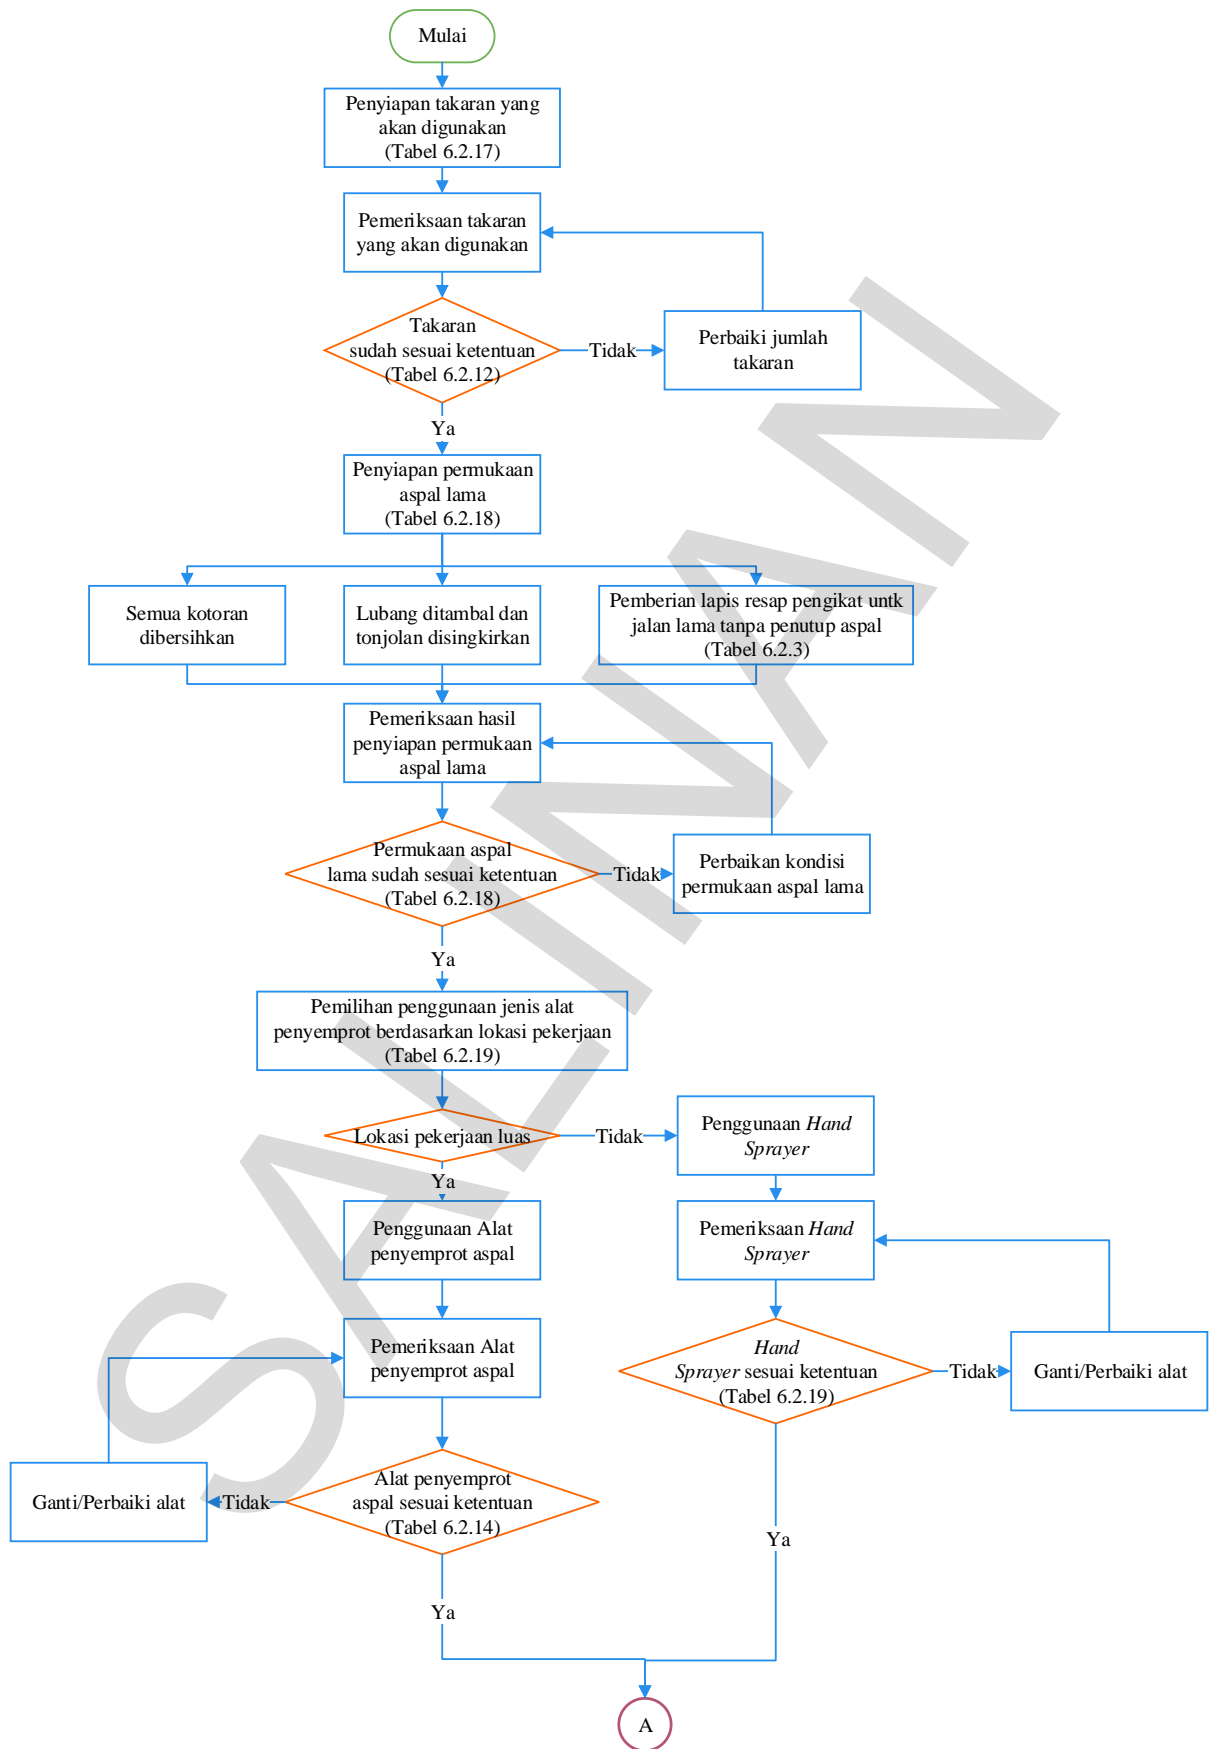 Mulai
Penyiapan takaran yang
akan digunakan
(Tabel 6.2.17)
Pemeriksaan takaran
yang akan digunakan
Takaran
sudah sesuai ketentuan
(Tabel 6.2.12)
Tidak
Perbaiki jumlah
takaran
Ya
Penyiapan permukaan
aspal lama
(Tabel 6.2.18)
Semua kotoran
dibersihkan
Lubang ditambal dan
tonjolan disingkirkan
Pemberian lapis resap pengikat untk
jalan lama tanpa penutup aspal
(Tabel 6.2.3)
Pemeriksaan hasil
penyiapan permukaan
aspal lama
Permukaan aspal
lama sudah sesuai ketentuan
(Tabel 6.2.18)
Tidak
Perbaikan kondisi
permukaan aspal lama
Ya
Pemilihan penggunaan jenis alat
penyemprot berdasarkan lokasi pekerjaan
(Tabel 6.2.19)
Lokasi pekerjaan luas
Tidak
Penggunaan Hand
Sprayer
Ya
Penggunaan Alat
penyemprot aspal
Pemeriksaan Hand
Sprayer
Pemeriksaan Alat
penyemprot aspal
Hand
Sprayer sesuai ketentuan
(Tabel 6.2.19)
Tidak
Ganti/Perbaiki alat
Alat penyemprot
aspal sesuai ketentuan
(Tabel 6.2.14)
Tidak
Ganti/Perbaiki alat
Ya
Ya
A
SALINAN